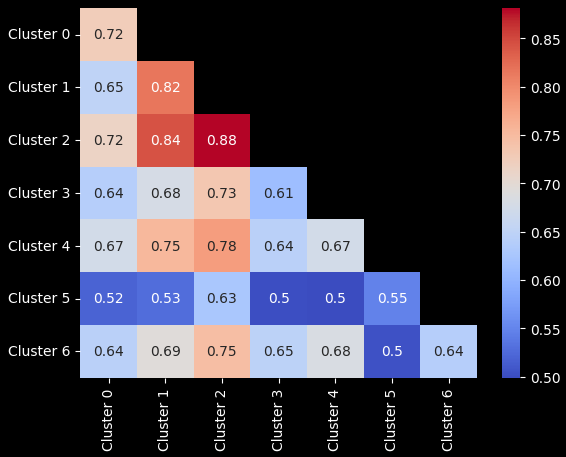 Cluster 0 0.72
Cluster 1 0.65 0.82
Cluster 2 0.72 0.84 0.88
Cluster 3 0.64 0.68 0.73 0.61
Cluster 4 0.67 0.75 0.78 0.64 0.67
Cluster 5 0.52 0.53 0.63 0.5 0.5 0.55
Cluster 6 0.64 0.69 0.75 0.65 0.68 0.5 0.64
Cluster 0 Cluster 1 Cluster 2 Cluster 3 Cluster 4 Cluster 5 Cluster 6
0.85
0.80
0.75
0.70
0.65
0.60
0.55
0.50